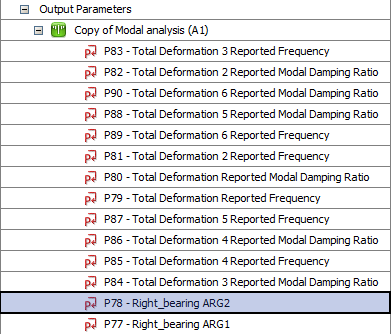 Output Parameters
Copy of Modal analysis (A1)
P83 - Total Deformation 3 Reported Frequency
P82 - Total Deformation 2 Reported Modal Damping Ratio
P90 - Total Deformation 6 Reported Modal Damping Ratio
P88 - Total Deformation 5 Reported Modal Damping Ratio
P89 - Total Deformation 6 Reported Frequency
P81 - Total Deformation 2 Reported Frequency
P80 - Total Deformation Reported Modal Damping Ratio
P79 - Total Deformation Reported Frequency
P87 - Total Deformation 5 Reported Frequency
P86 - Total Deformation 4 Reported Modal Damping Ratio
P85 - Total Deformation 4 Reported Frequency
P84 - Total Deformation 3 Reported Modal Damping Ratio
P78 - Right_bearing ARG2
P77 - Right_bearing ARG1